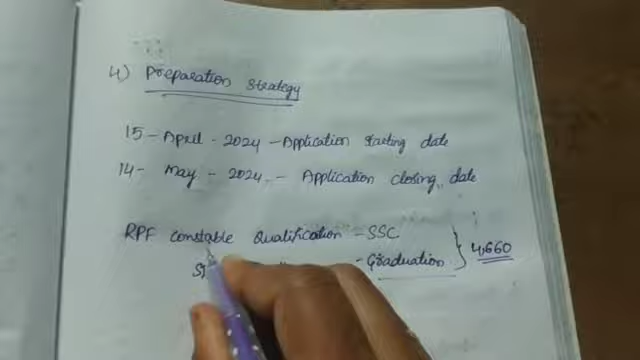 4) Preparation Strategy
15 - April - 2024 - Application starting date
14 - May - 2024 - Application closing date
RPF constable Qualification - SSC
- Graduation } 4,660